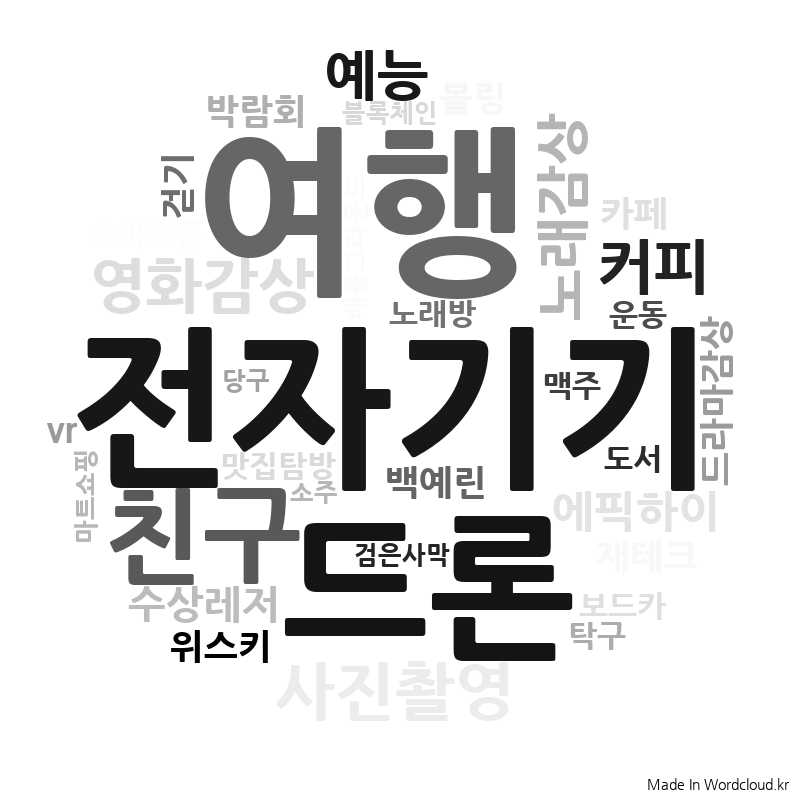 예능
볼링
박람회
블록체인
여행
노래감상
걷기
카페
커피
영화감상
노래방
운동
전자기기
드라마감상
당구
맥주
vr
맛집탐방
도서
마트쇼핑
소주
백예린
친구
에픽하이
드론
검은사막
재테크
수상레저
보드카
탁구
위스키
사진촬영
Made In Wordcloud.kr